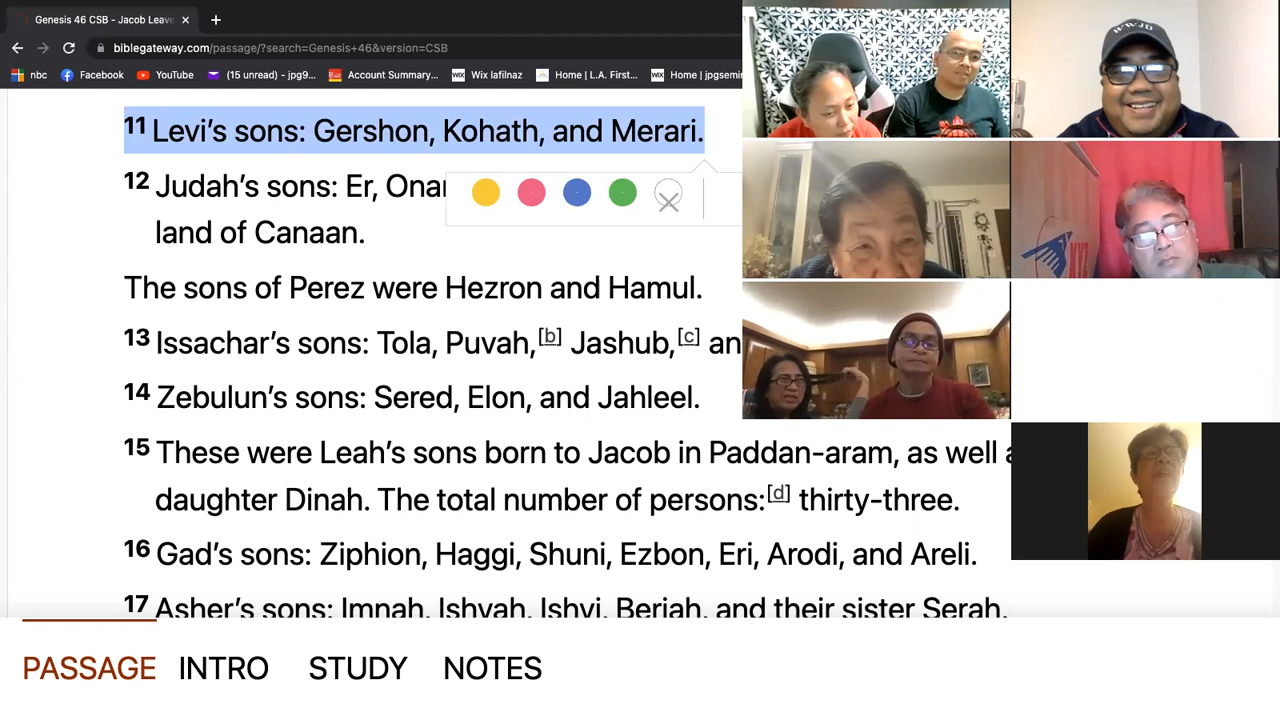 Genesis 46 CSB - Jacob Leave
biblegateway.com/passage/?search=Genesis+46&version=CSB
nbc Facebook YouTube (15 unread) - jpg9... Account Summary... Wix lafilnaz Home | L.A. First... Home | jpgsemi
WWJD
11 Levi’s sons: Gershon, Kohath, and Merari.
12 Judah’s sons: Er, Onan
land of Canaan.
The sons of Perez were Hezron and Hamul.
13 Issachar’s sons: Tola, Puvah,[b] Jashub,[c] an
14 Zebulun’s sons: Sered, Elon, and Jahleel.
15 These were Leah’s sons born to Jacob in Paddan-aram, as well a
daughter Dinah. The total number of persons:[d] thirty-three.
16 Gad’s sons: Ziphion, Haggi, Shuni, Ezbon, Eri, Arodi, and Areli.
17 Asher’s sons: Imnah, Ishvah, Ishvi, Beriah, and their sister Serah.
PASSAGE INTRO STUDY NOTES